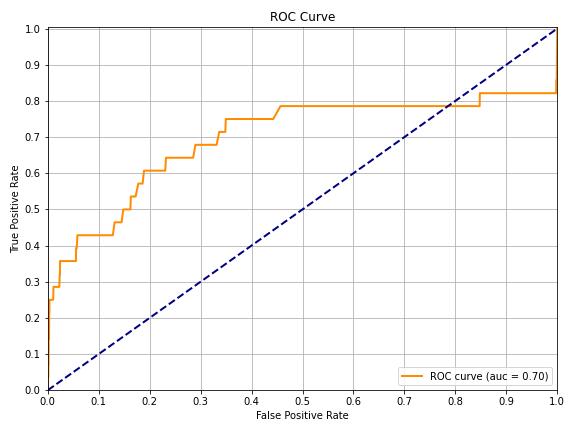 ROC Curve
1.0
0.9
0.8
0.7
0.6
0.5
0.4
0.3
0.2
0.1
0.0
True Positive Rate
ROC curve (auc = 0.70)
0.0 0.1 0.2 0.3 0.4 0.5 0.6 0.7 0.8 0.9 1.0
False Positive Rate